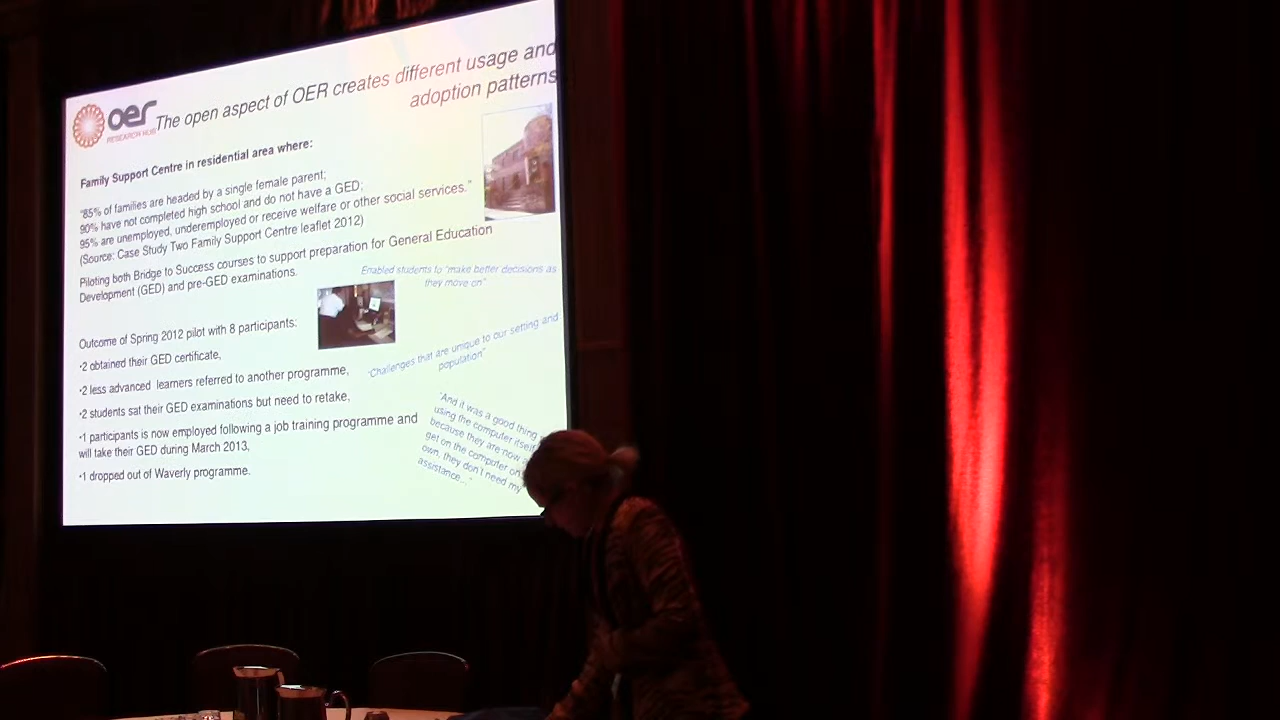 oer
RESEARCH HUB
The open aspect of OER creates different usage and
adoption patterns
Family Support Centre in residential area where:
"85% of families are headed by a single female parent;
90% have not completed high school and do not have a GED;
95% are unemployed, underemployed or receive welfare or other social services."
(Source: Case Study Two Family Support Centre leaflet 2012)
Piloting both Bridge to Success courses to support preparation for General Education
Development (GED) and pre-GED examinations.
Enabled students to "make better decisions as
they move on"
Outcome of Spring 2012 pilot with 8 participants:
•2 obtained their GED certificate,
•2 less advanced learners referred to another programme,
•2 students sat their GED examinations but need to retake,
•1 participants is now employed following a job training programme and
will take their GED during March 2013,
•1 dropped out of Waverly programme.
"Challenges that are unique to our setting and
population"
"And it was a good thing
using the computer itself
because they are now
get on the computer on
own, they don't need my
assistance..."